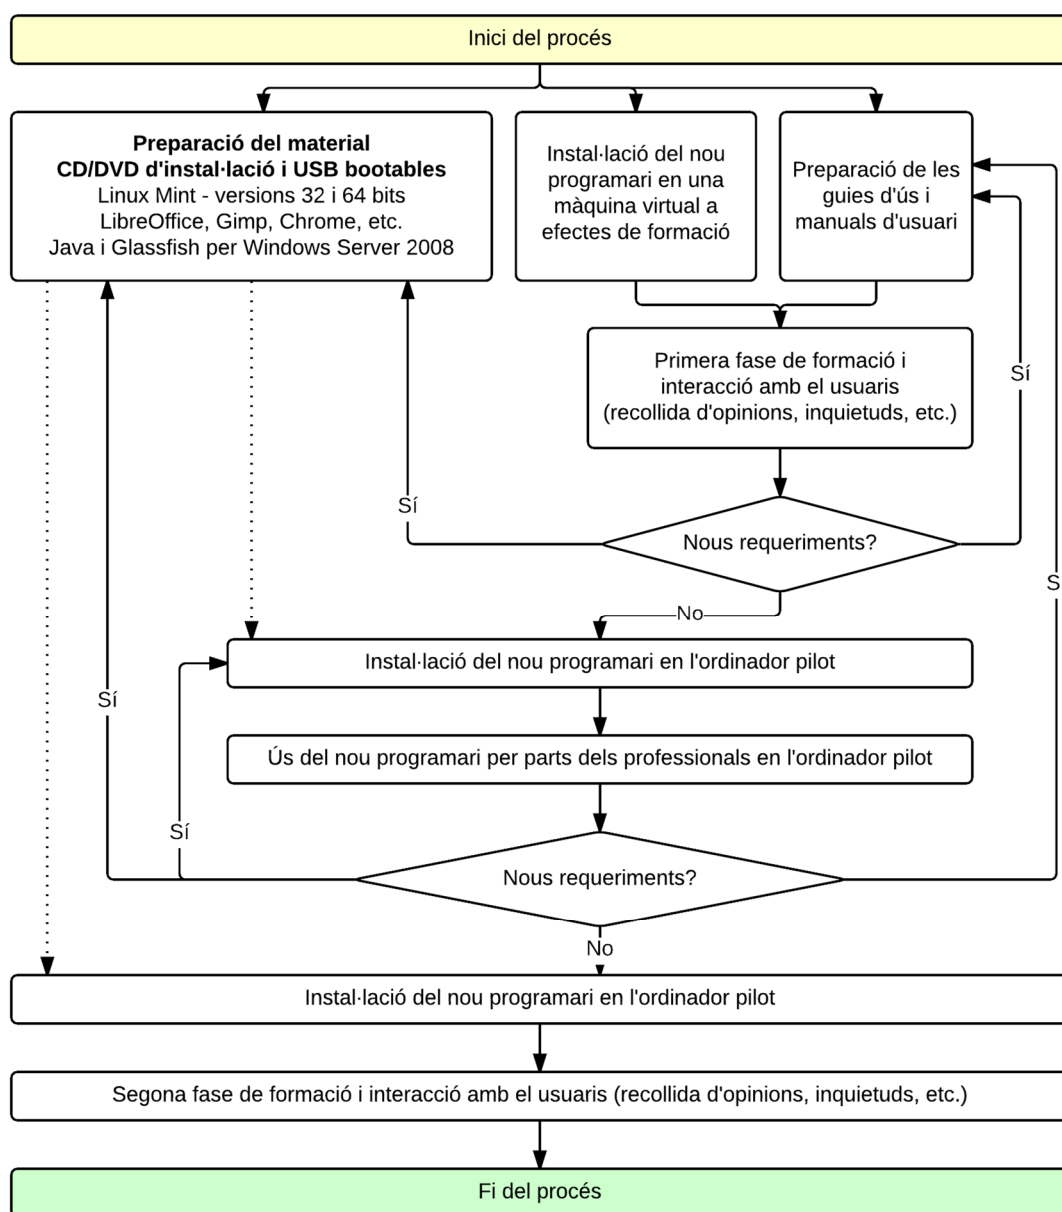 Inici del procés
Preparació del material
CD/DVD d'instal·lació i USB bootables
Linux Mint - versions 32 i 64 bits
LibreOffice, Gimp, Chrome, etc.
Java i Glassfish per Windows Server 2008
Instal·lació del nou
programari en una
màquina virtual a
efectes de formació
Preparació de les
guies d'ús i
manuals d'usuari
Primera fase de formació i
interacció amb el usuaris
(recollida d'opinions, inquietuds, etc.)
Sí
Sí
Nous requeriments?
S
No
Instal·lació del nou programari en l'ordinador pilot
Sí
Ús del nou programari per parts dels professionals en l'ordinador pilot
Sí
Nous requeriments?
No
Instal·lació del nou programari en l'ordinador pilot
Segona fase de formació i interacció amb el usuaris (recollida d'opinions, inquietuds, etc.)
Fi del procés